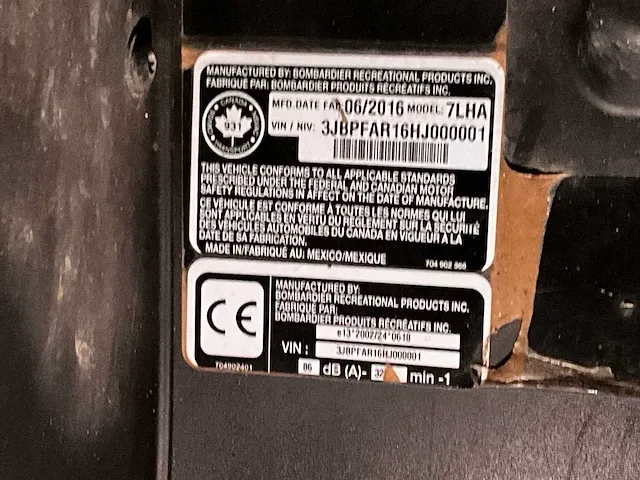 MANUFACTURED BY: BOMBARDIER RECREATIONAL PRODUCTS INC.
FABRIQUÉ PAR: BOMBARDIER PRODUITS RÉCRÉATIFS INC.
CANADA
931
TRANSPORT
MFD. DATE FAB. 06/2016 MODEL: 7LHA
VIN / NIV: 3JBPFAR16HJ000001
THIS VEHICLE CONFORMS TO ALL APPLICABLE STANDARDS
PRESCRIBED UNDER THE FEDERAL AND CANADIAN MOTOR
SAFETY REGULATIONS IN AFFECT ON THE DATE OF MANUFACTURE.
CE VÉHICULE EST CONFORME À TOUTES LES NORMES QUI LUI
SONT APPLICABLES EN VERTU DU RÈGLEMENT SUR LA SÉCURITÉ
DES VÉHICULES AUTOMOBILES DU CANADA EN VIGUEUR À LA
DATE DE SA FABRICATION.
MADE IN/FABRIQUÉ AU: MEXICO/MEXIQUE
704 902 566
CE
MANUFACTURED BY:
BOMBARDIER RECREATIONAL PRODUCTS INC.
FABRIQUÉ PAR:
BOMBARDIER PRODUITS RÉCRÉATIFS INC.
e13*2002/24*0618
VIN : 3JBPFAR16HJ000001
704902401
86 dB (A)- min -1